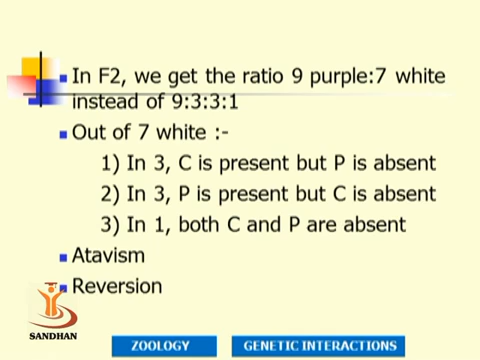 In F2, we get the ratio 9 purple:7 white
instead of 9:3:3:1
Out of 7 white :-
1) In 3, C is present but P is absent
2) In 3, P is present but C is absent
3) In 1, both C and P are absent
Atavism
Reversion
SANDHAN
ZOOLOGY
GENETIC INTERACTIONS